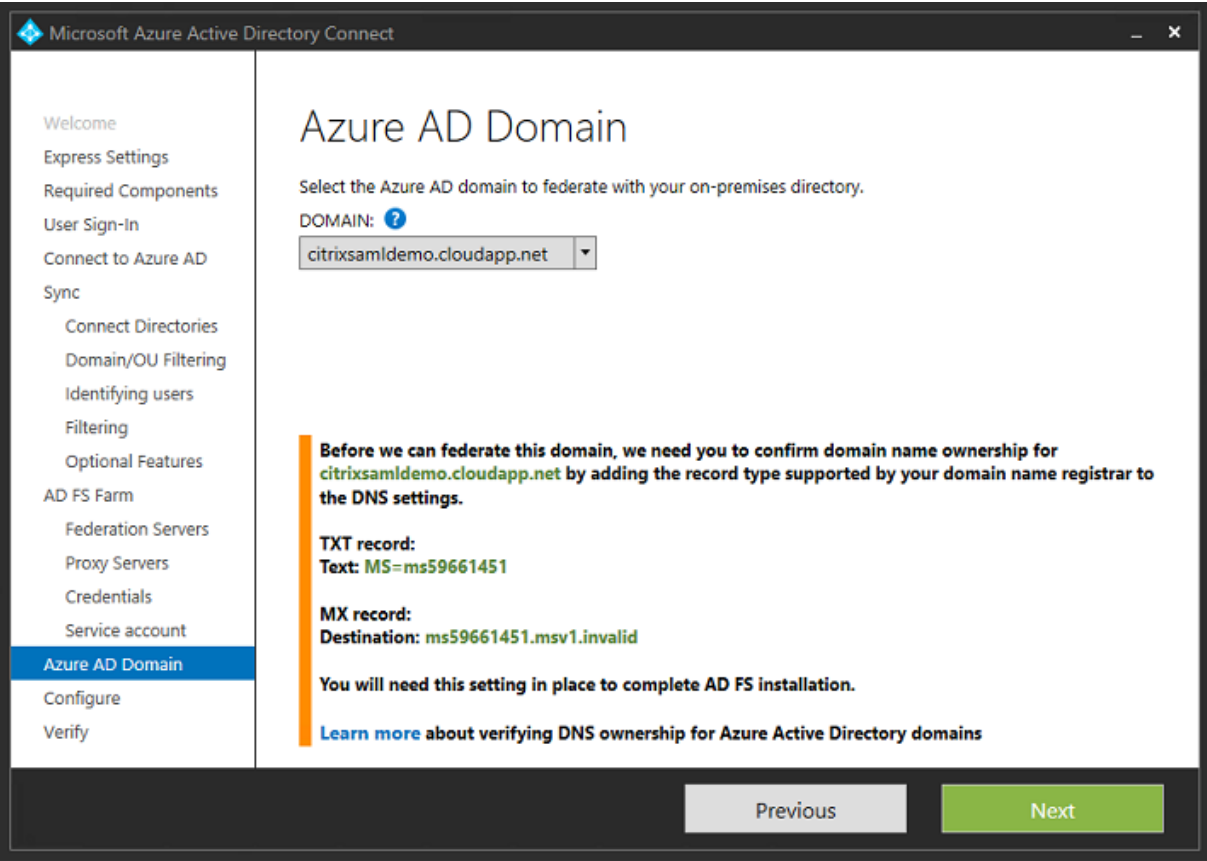 Microsoft Azure Active Directory Connect
Welcome
Express Settings
Required Components
User Sign-In
Connect to Azure AD
Sync
Connect Directories
Domain/OU Filtering
Identifying users
Filtering
Optional Features
AD FS Farm
Federation Servers
Proxy Servers
Credentials
Service account
Azure AD Domain
Configure
Verify
Azure AD Domain
Select the Azure AD domain to federate with your on-premises directory.
DOMAIN: ?
citrixsamldemo.cloudapp.net
Before we can federate this domain, we need you to confirm domain name ownership for
citrixsamldemo.cloudapp.net by adding the record type supported by your domain name registrar to
the DNS settings.
TXT record:
Text: MS=ms59661451
MX record:
Destination: ms59661451.msv1.invalid
You will need this setting in place to complete AD FS installation.
Learn more about verifying DNS ownership for Azure Active Directory domains
Previous
Next